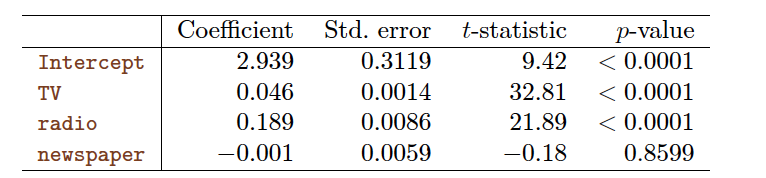 Coefficient Std. error t-statistic p-value
Intercept 2.939 0.3119 9.42 < 0.0001
TV 0.046 0.0014 32.81 < 0.0001
radio 0.189 0.0086 21.89 < 0.0001
newspaper −0.001 0.0059 −0.18 0.8599